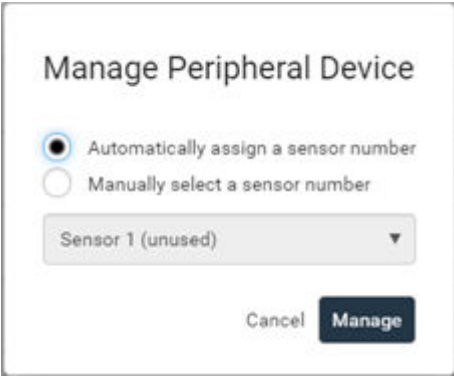 Manage Peripheral Device
Automatically assign a sensor number
Manually select a sensor number
Sensor 1 (unused)
Cancel Manage